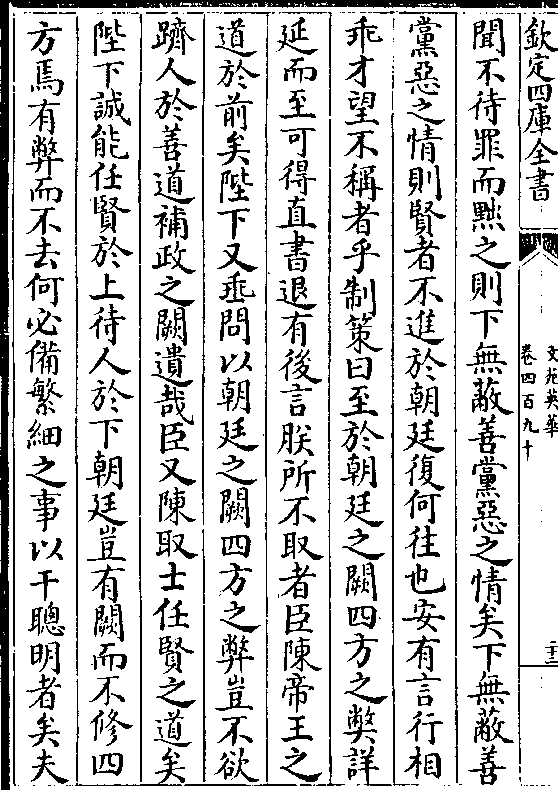 欽定四庫全書
文苑英華
卷四百九十
二十三
聞不待罪而黜之則下無蔽善黨惡之情矣下無蔽善
黨惡之情則賢者不進於朝廷復何往也安有言行相
乖才望不稱者乎制策曰至於朝廷之闕四方之弊詳
延而至可得直書退有後言朕所不取者臣陳帝王之
道於前矣陛下又垂問以朝廷之闕四方之弊豈不欲
躋人於善道補政之闕遺哉臣又陳取士任賢之道矣
陛下誠能任賢於上待人於下朝廷豈有闕而不修四
方焉有弊而不去何必備繁細之事以干聰明者矣夫